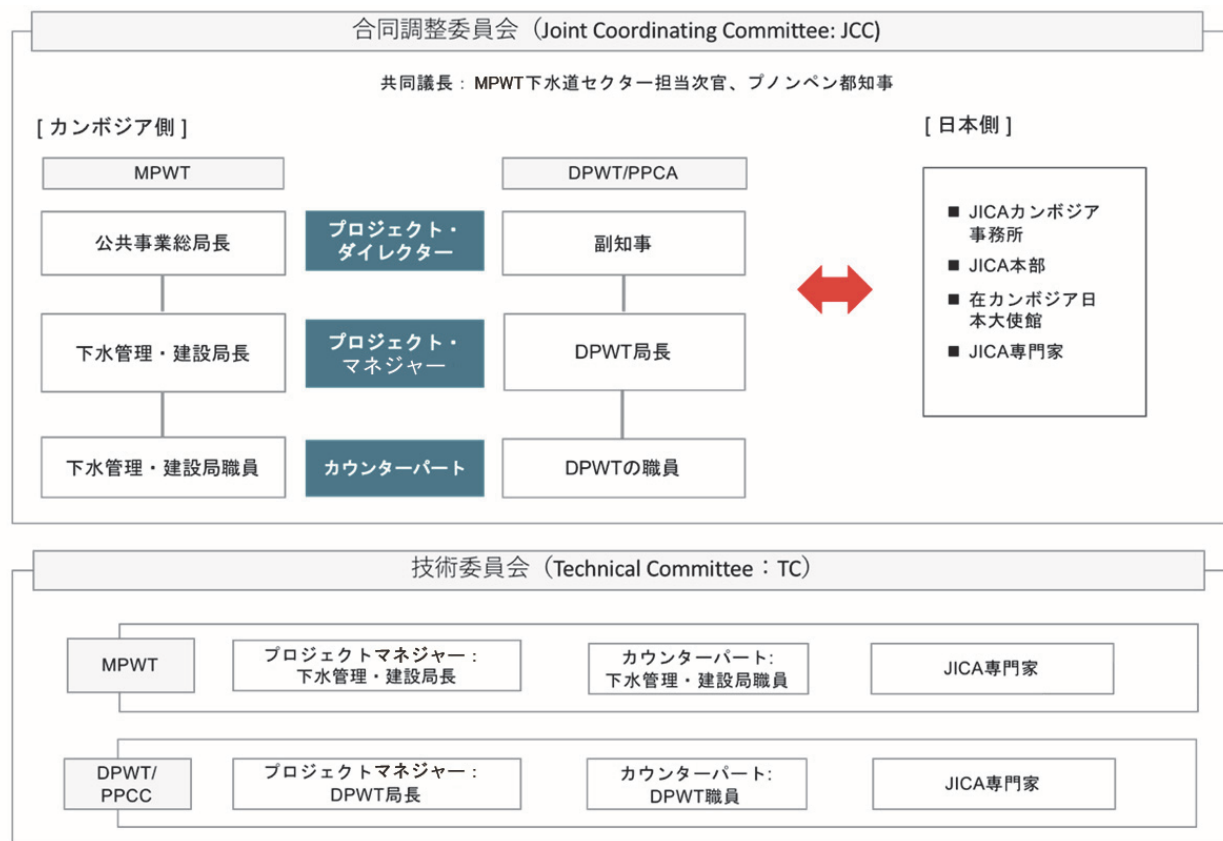 合同調整委員会（Joint Coordinating Committee: JCC)
共同議長：MPWT下水道セクター担当次官、プノンペン都知事
[ カンボジア側 ]
[ 日本側 ]
MPWT
DPWT/PPCA
公共事業総局長
プロジェクト・
ダイレクター
副知事
下水管理・建設局長
プロジェクト・
マネジャー
DPWT局長
下水管理・建設局職員
カウンターパート
DPWTの職員
■ JICAカンボジア
事務所
■ JICA本部
■ 在カンボジア日
本大使館
■ JICA専門家
技術委員会（Technical Committee：TC）
MPWT
プロジェクトマネジャー：
下水管理・建設局長
カウンターパート:
下水管理・建設局職員
JICA専門家
DPWT/
PPCC
プロジェクトマネジャー：
DPWT局長
カウンターパート:
DPWT職員
JICA専門家